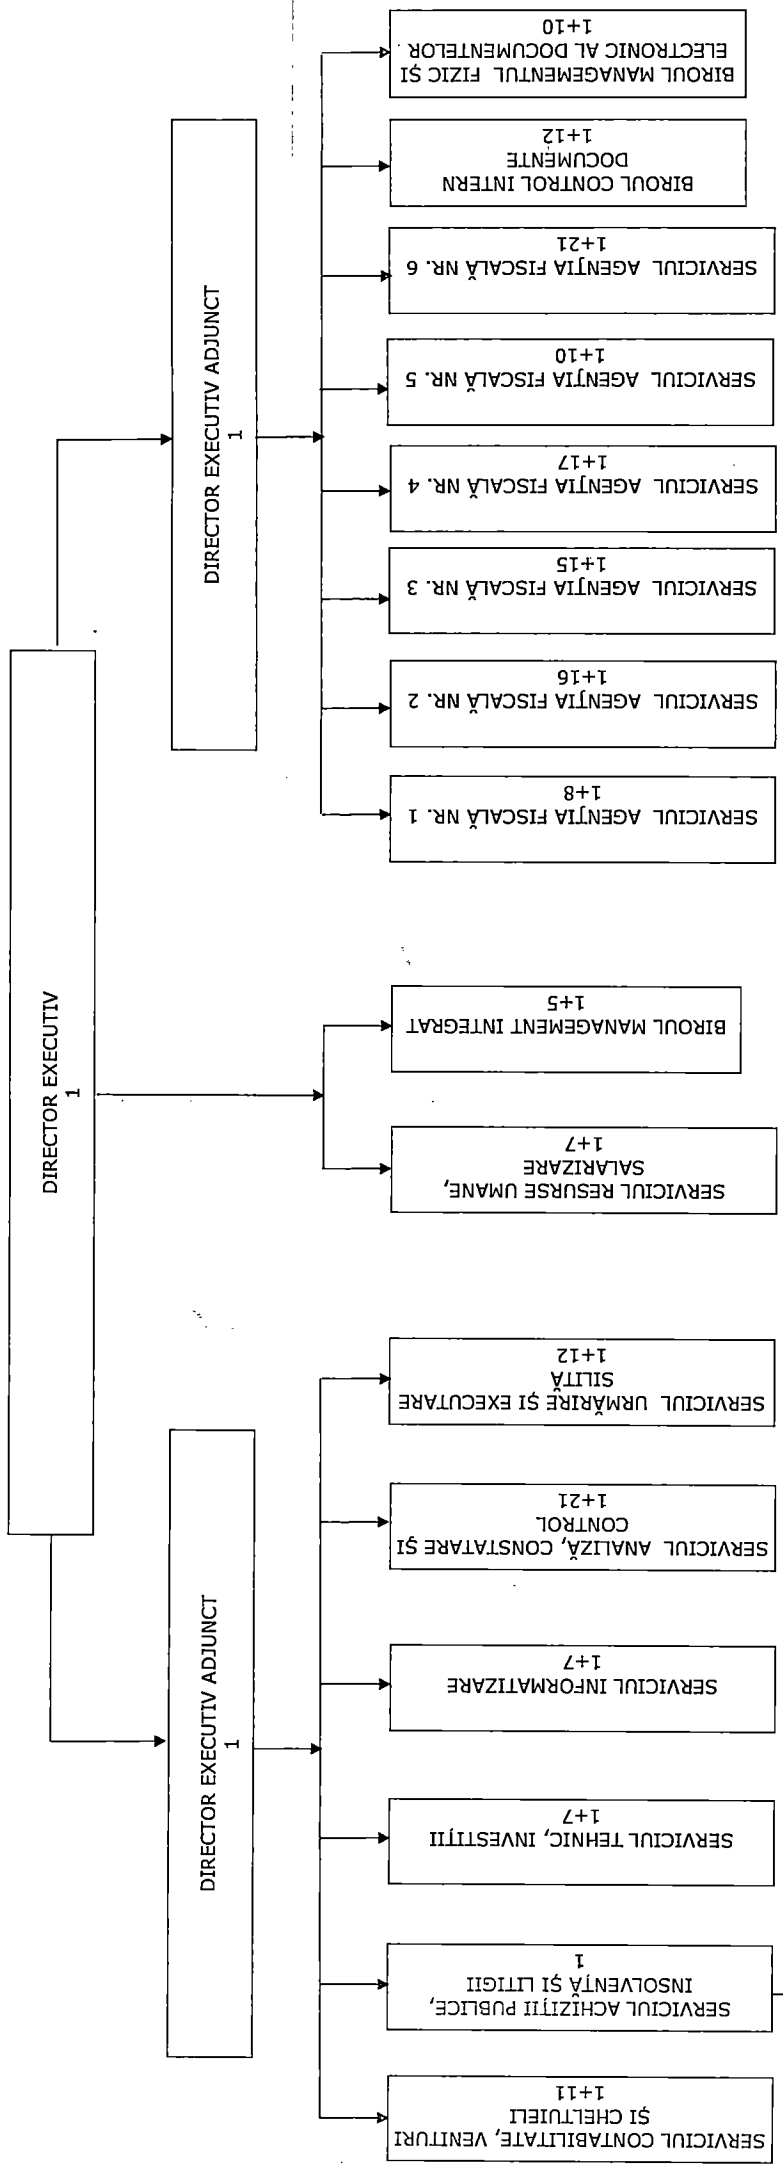 DIRECTOR EXECUTIV
1
DIRECTOR EXECUTIV ADJUNCT
1
DIRECTOR EXECUTIV ADJUNCT
1
SERVICIUL CONTABILITATE, VENITURI
ȘI CHELTUIELI
1+11
SERVICIUL ACHIZIȚII PUBLICE,
INSOLVENȚĂ ȘI LITIGII
1
SERVICIUL TEHNIC, INVESTIȚII
1+7
SERVICIUL INFORMATIZARE
1+7
SERVICIUL ANALIZĂ, CONSTATARE ȘI
CONTROL
1+21
SERVICIUL URMĂRIRE ȘI EXECUTARE
SILITĂ
1+12
SERVICIUL RESURSE UMANE,
SALARIZARE
1+7
BIROUL MANAGEMENT INTEGRAT
1+5
SERVICIUL AGENȚIA FISCALĂ NR. 1
1+8
SERVICIUL AGENȚIA FISCALĂ NR. 2
1+16
SERVICIUL AGENȚIA FISCALĂ NR. 3
1+15
SERVICIUL AGENȚIA FISCALĂ NR. 4
1+17
SERVICIUL AGENȚIA FISCALĂ NR. 5
1+10
SERVICIUL AGENȚIA FISCALĂ NR. 6
1+21
BIROUL CONTROL INTERN
DOCUMENTE
1+12
BIROUL MANAGEMENTUL FIZIC ȘI
ELECTRONIC AL DOCUMENTELOR
1+10